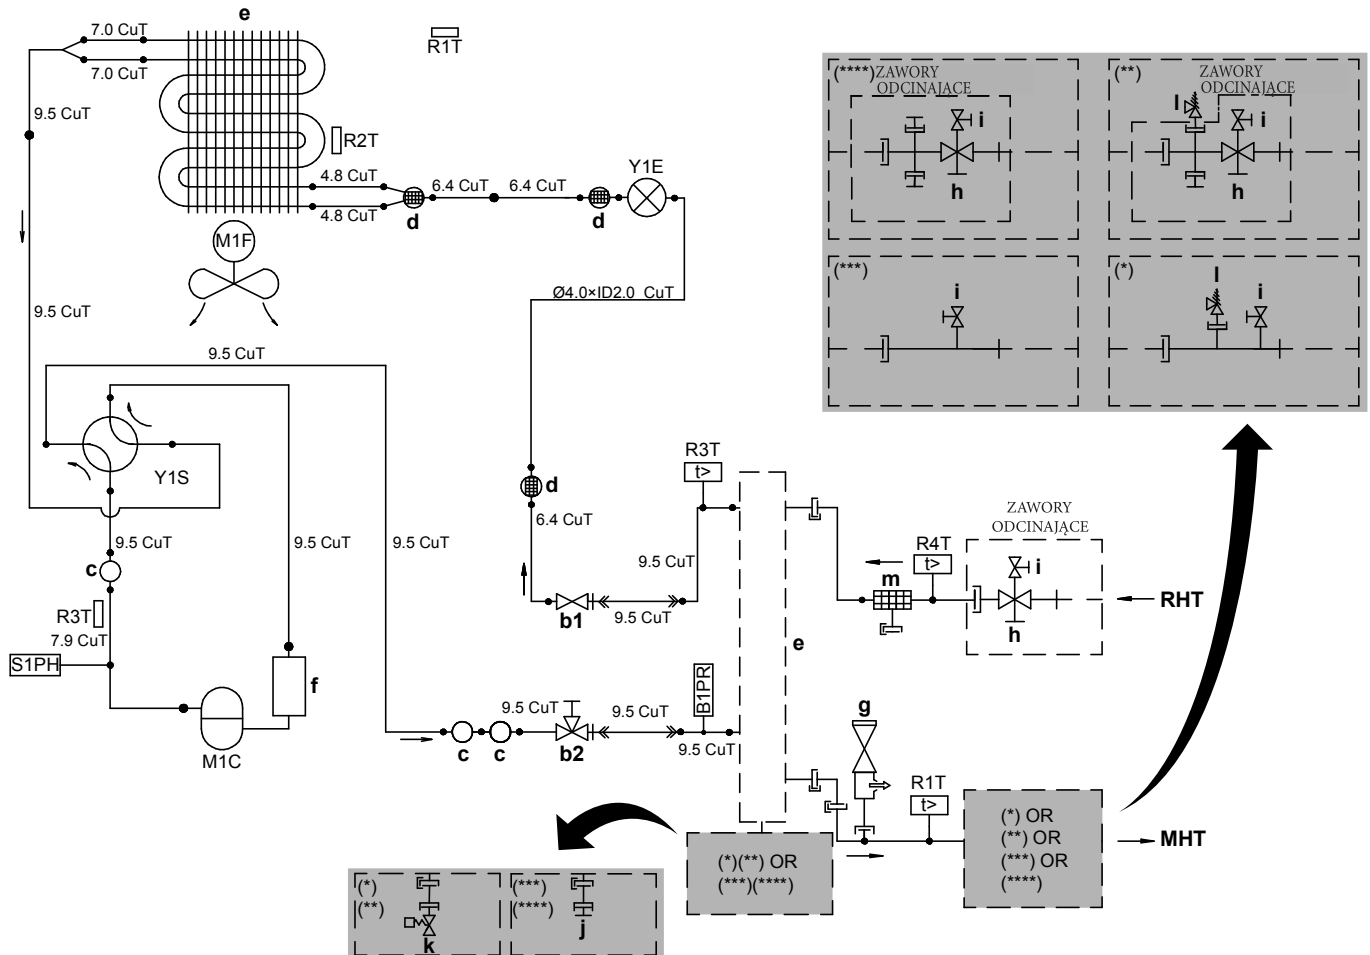 e
7.0 CuT
7.0 CuT
R1T
9.5 CuT
R2T
4.8 CuT
4.8 CuT
6.4 CuT
6.4 CuT
Y1E
d
d
M1F
9.5 CuT
Ø4.0×ID2.0 CuT
(****) ZAWORY
ODCINAJĄCE
i
h
(**)
ZAWORY
ODCINAJĄCE
l
i
h
(***)
i
(*)
l
i
9.5 CuT
Y1S
9.5 CuT
9.5 CuT
9.5 CuT
c
R3T
7.9 CuT
S1PH
f
M1C
d
6.4 CuT
R3T
t>
9.5 CuT
b1
9.5 CuT
ZAWORY
ODCINAJĄCE
R4T
t>
m
i
h
RHT
e
9.5 CuT
9.5 CuT
B1PR
9.5 CuT
c
c
b2
g
R1T
t>
(*) OR
(**) OR
(***) OR
(****)
MHT
(*)(**) OR
(***)(****)
(*)
(**)
k
(***)
(****)
j